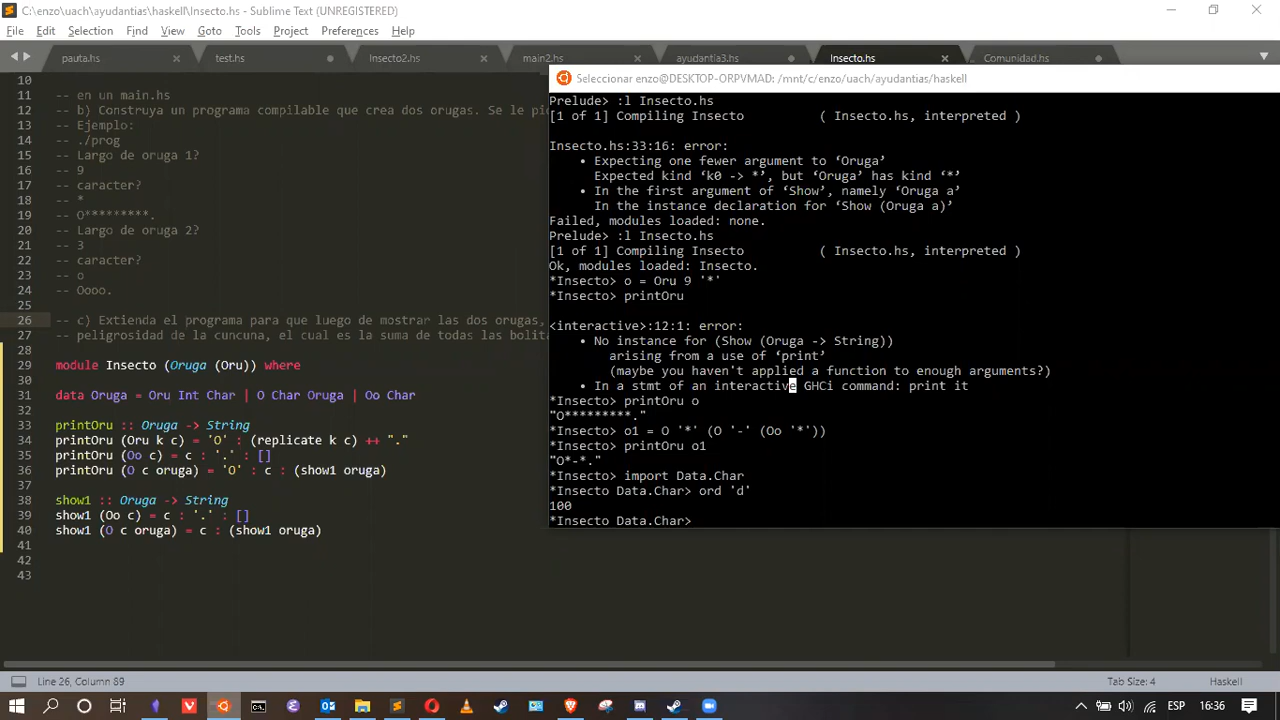 C:\enzo\uach\ayudantias\haskell\Insecto.hs - Sublime Text (UNREGISTERED)
File Edit Selection Find View Goto Tools Project Preferences Help
pauta.hs test.hs Insecto2.hs main2.hs ayudantia3.hs Insecto.hs Comunidad.hs
10
11 -- en un main.hs
12 -- b) Construya un programa compilable que crea dos orugas. Se le
13 -- Ejemplo:
14 -- ./prog
15 -- Largo de oruga 1?
16 -- 9
17 -- caracter?
18 -- *
19 -- O*********.
20 -- Largo de oruga 2?
21 -- 3
22 -- caracter?
23 -- o
24 -- Oooo.
25
26 -- c) Extienda el programa para que luego de mostrar las dos orugas,
27 -- peligrosidad de la cuncuna, el cual es la suma de todas las bolita
28
29 module Insecto (Oruga (Oru)) where
30
31 data Oruga = Oru Int Char | O Char Oruga | Oo Char
32
33 printOru :: Oruga -> String
34 printOru (Oru k c) = 'O' : (replicate k c) ++ "."
35 printOru (Oo c) = c : '.' : []
36 printOru (O c oruga) = 'O' : c : (show1 oruga)
37
38 show1 :: Oruga -> String
39 show1 (Oo c) = c : '.' : []
40 show1 (O c oruga) = c : (show1 oruga)
41
42
43
Seleccionar enzo@DESKTOP-ORPVMAD: /mnt/c/enzo/uach/ayudantias/haskell
Prelude> :l Insecto.hs
[1 of 1] Compiling Insecto ( Insecto.hs, interpreted )
Insecto.hs:33:16: error:
• Expecting one fewer argument to ‘Oruga’
Expected kind ‘k0 -> *’, but ‘Oruga’ has kind ‘*’
• In the first argument of ‘Show’, namely ‘Oruga a’
In the instance declaration for ‘Show (Oruga a)’
Failed, modules loaded: none.
Prelude> :l Insecto.hs
[1 of 1] Compiling Insecto ( Insecto.hs, interpreted )
Ok, modules loaded: Insecto.
*Insecto> o = Oru 9 '*'
*Insecto> printOru
<interactive>:12:1: error:
• No instance for (Show (Oruga -> String))
arising from a use of ‘print’
(maybe you haven't applied a function to enough arguments?)
• In a stmt of an interactive GHCi command: print it
*Insecto> printOru o
"O*********."
*Insecto> o1 = O '*' (O '-' (Oo '*'))
*Insecto> printOru o1
"O*-*."
*Insecto> import Data.Char
*Insecto Data.Char> ord 'd'
100
*Insecto Data.Char>
Line 26, Column 89 Tab Size: 4 Haskell
ESP 16:36